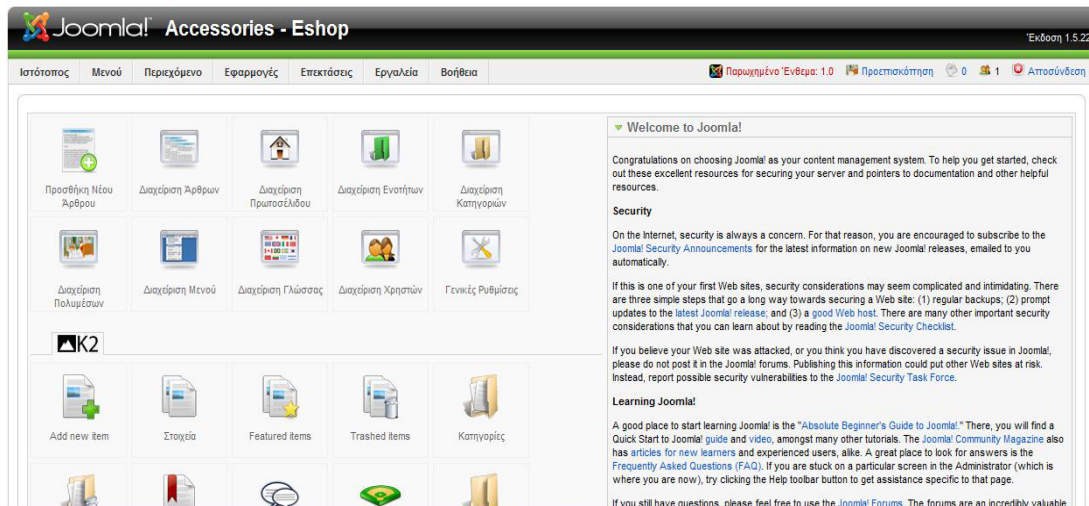 Joomla! Accessories - Eshop
Έκδοση 1.5.22
Ιστότοπος Μενού Περιεχόμενο Εφαρμογές Επεκτάσεις Εργαλεία Βοήθεια
Παρωχημένο Ένθεμα: 1.0 Προεπισκόπηση 0 1 Αποσύνδεση
Προσθήκη Νέου
Άρθρου
Διαχείριση Άρθρων
Διαχείριση
Πρωτοσέλιδου
Διαχείριση Ενοτήτων
Διαχείριση
Κατηγοριών
Διαχείριση
Πολυμέσων
Διαχείριση Μενού
Διαχείριση Γλώσσας
Διαχείριση Χρηστών
Γενικές Ρυθμίσεις
K2
Add new item
Στοιχεία
Featured items
Trashed items
Κατηγορίες
Welcome to Joomla!
Congratulations on choosing Joomla! as your content management system. To help you get started, check
out these excellent resources for securing your server and pointers to documentation and other helpful
resources.
Security
On the Internet, security is always a concern. For that reason, you are encouraged to subscribe to the
Joomla! Security Announcements for the latest information on new Joomla! releases, emailed to you
automatically.
If this is one of your first Web sites, security considerations may seem complicated and intimidating. There
are three simple steps that go a long way towards securing a Web site: (1) regular backups; (2) prompt
updates to the latest Joomla! release; and (3) a good Web host. There are many other important security
considerations that you can learn about by reading the Joomla! Security Checklist.
If you believe your Web site was attacked, or you think you have discovered a security issue in Joomla!,
please do not post it in the Joomla! forums. Publishing this information could put other Web sites at risk.
Instead, report possible security vulnerabilities to the Joomla! Security Task Force.
Learning Joomla!
A good place to start learning Joomla! is the "Absolute Beginner's Guide to Joomla!." There, you will find a
Quick Start to Joomla! guide and video, amongst many other tutorials. The Joomla! Community Magazine also
has articles for new learners and experienced users, alike. A great place to look for answers is the
Frequently Asked Questions (FAQ). If you are stuck on a particular screen in the Administrator (which is
where you are now), try clicking the Help toolbar button to get assistance specific to that page.
If you still have questions, please feel free to use the Joomla! Forums. The forums are an incredibly valuable